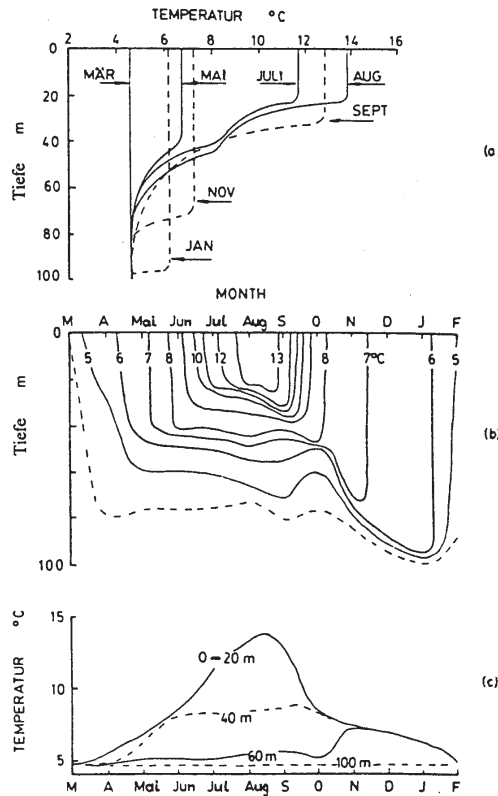 TEMPERATUR °C
2 4 6 8 10 12 14 16
0
20
40
60
80
100
Tiefe m
MÄR MAI JULI AUG
SEPT
NOV
JAN
(a
MONTH
M A Mai Jun Jul Aug S O N D J F
0
100
Tiefe m
5 6 7 8 10 12 13 8 7°C 6 5
(b)
TEMPERATUR °C
15
10
5
0–20 m
40 m
60m
100 m
(c)
M A Mai Jun Jul Aug S O N D J F